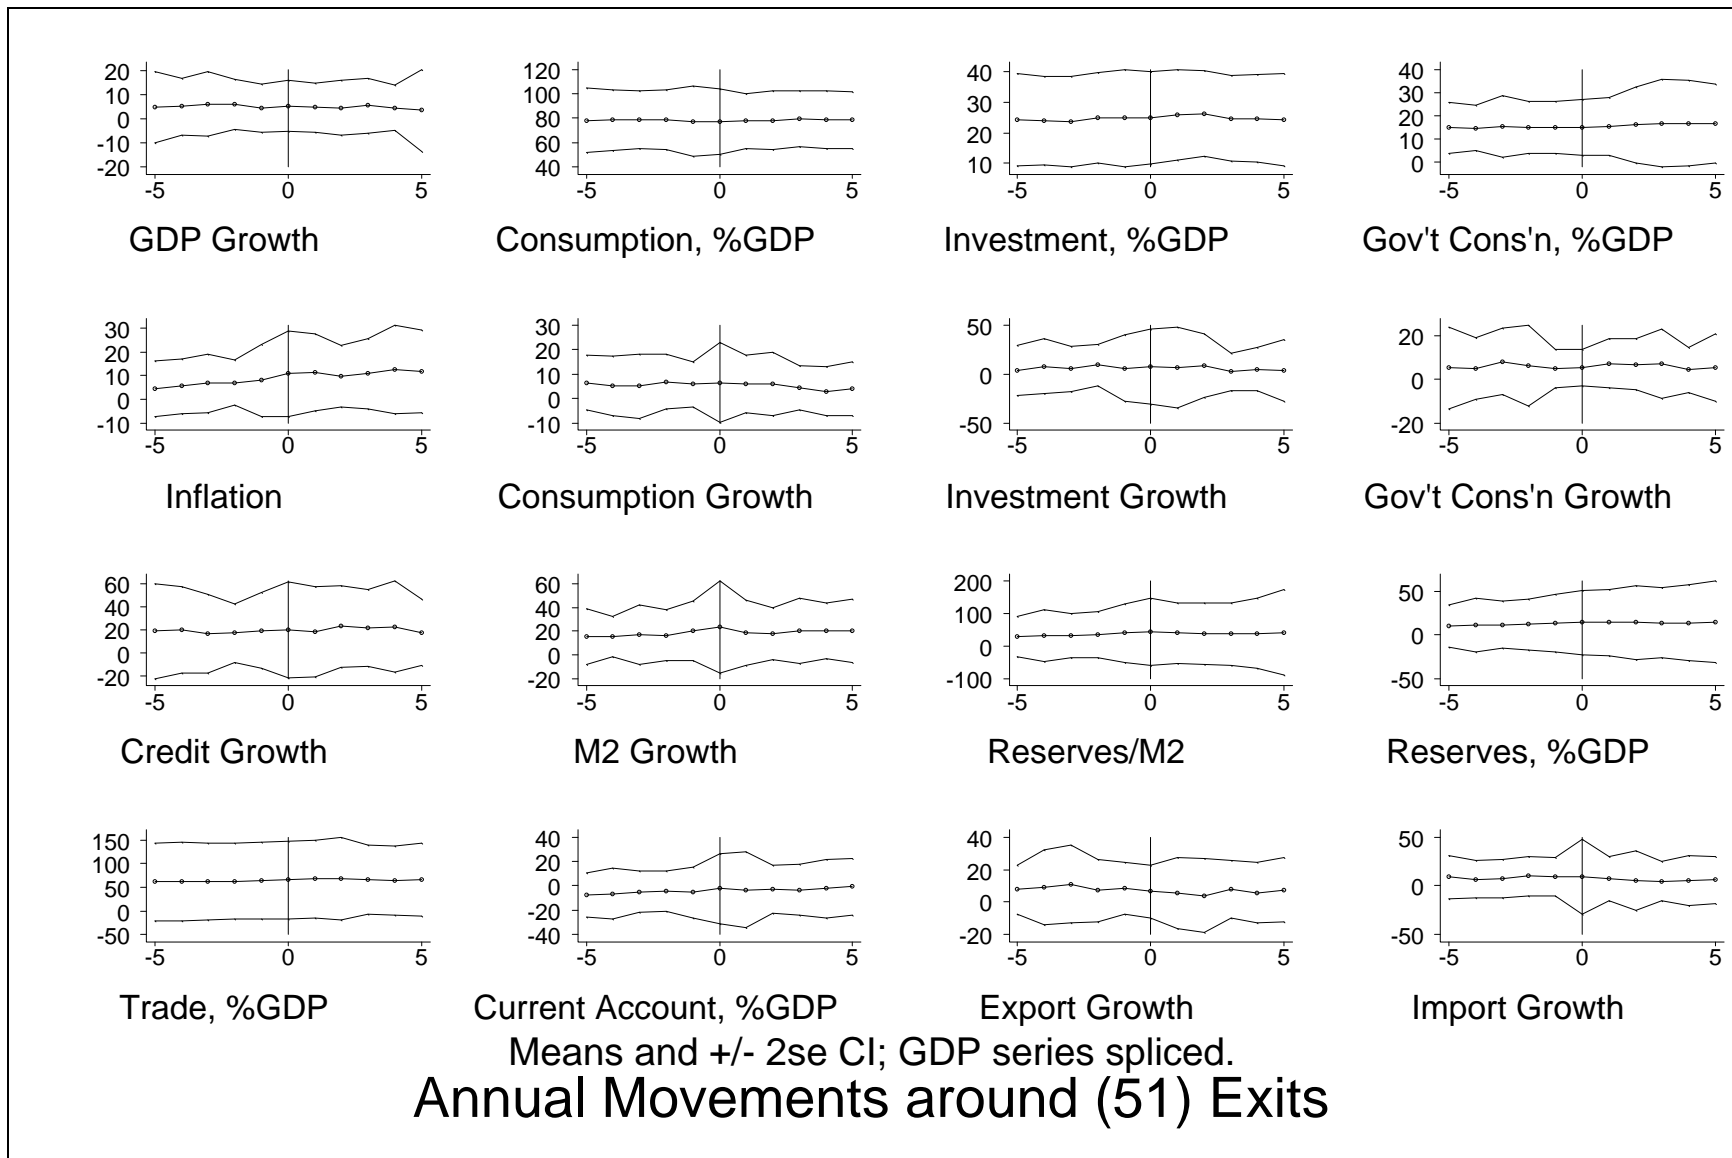 20
10
0
-10
-20
-5 0 5
GDP Growth
120
100
80
60
40
-5 0 5
Consumption, %GDP
40
30
20
10
-5 0 5
Investment, %GDP
40
30
20
10
0
-5 0 5
Gov't Cons'n, %GDP
30
20
10
0
-10
-5 0 5
Inflation
30
20
10
0
-10
-5 0 5
Consumption Growth
50
0
-50
-5 0 5
Investment Growth
20
0
-20
-5 0 5
Gov't Cons'n Growth
60
40
20
0
-20
-5 0 5
Credit Growth
60
40
20
0
-20
-5 0 5
M2 Growth
200
100
0
-100
-5 0 5
Reserves/M2
50
0
-50
-5 0 5
Reserves, %GDP
150
100
50
0
-50
-5 0 5
Trade, %GDP
40
20
0
-20
-40
-5 0 5
Current Account, %GDP
40
20
0
-20
-5 0 5
Export Growth
50
0
-50
-5 0 5
Import Growth
Means and +/- 2se CI; GDP series spliced.
Annual Movements around (51) Exits